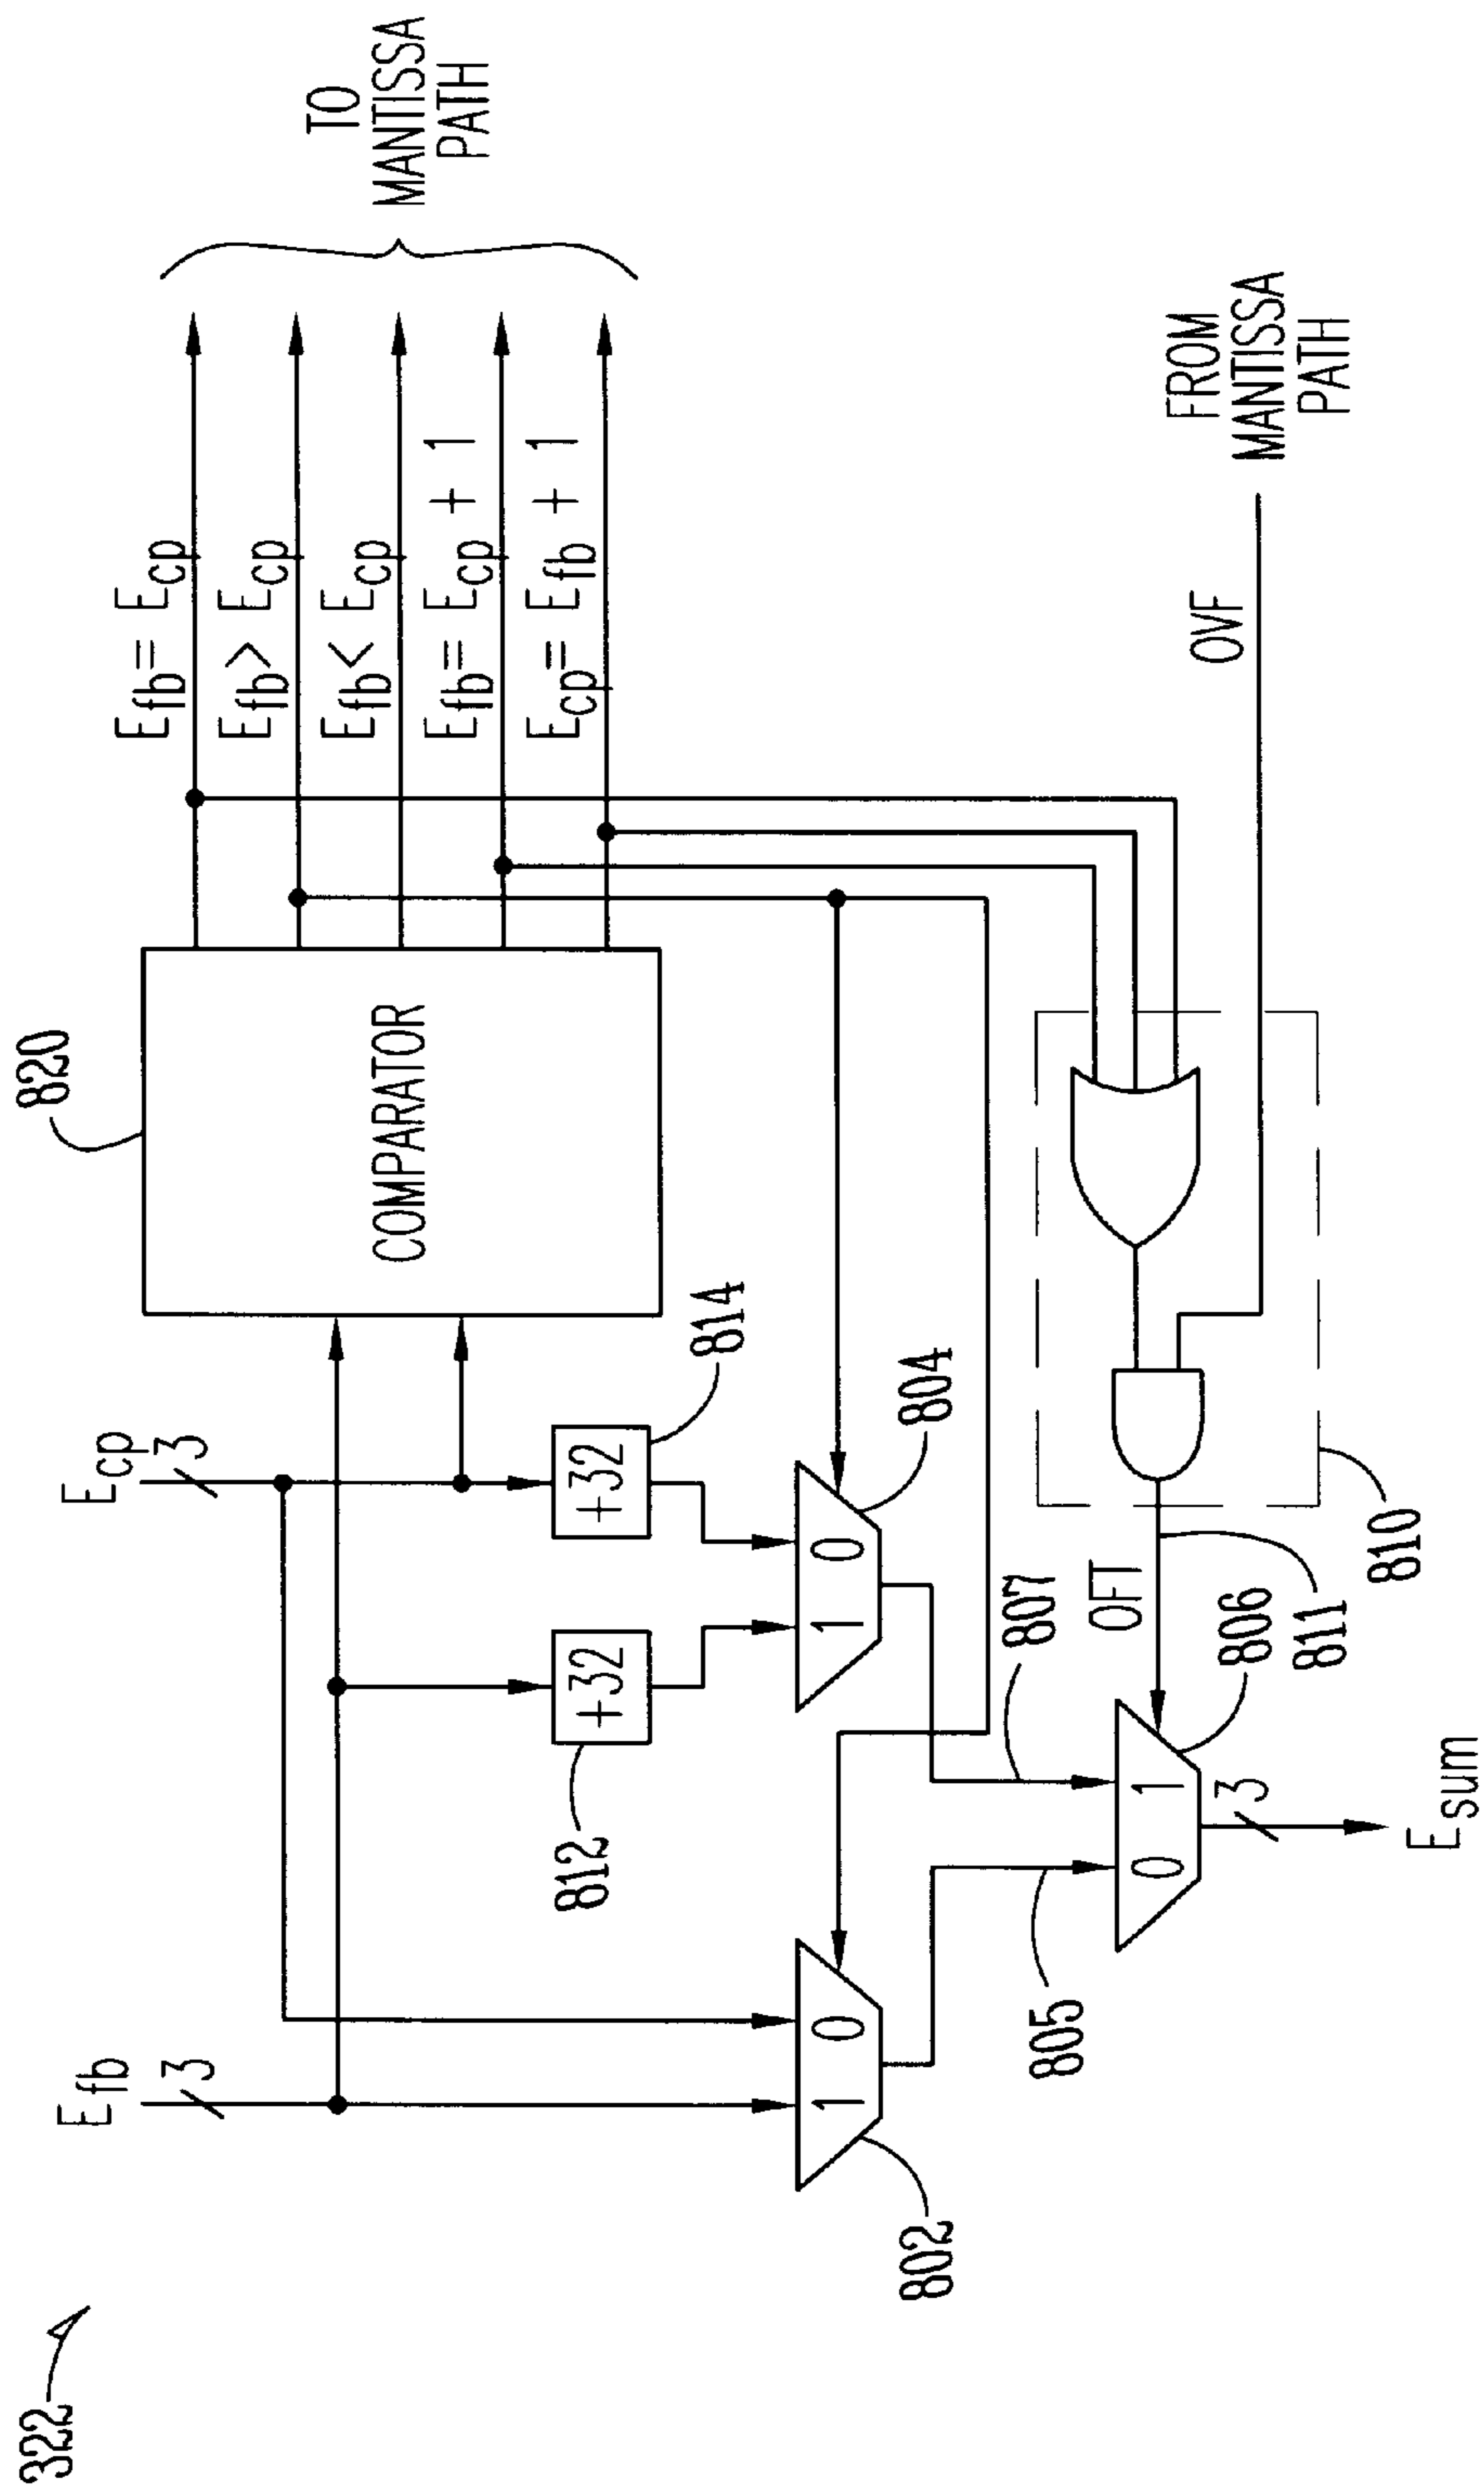 322
E_fb
3
E_cp
3
820
COMPARATOR
E_fb = E_cp
E_fb > E_cp
E_fb < E_cp
E_fb = E_cp + 1
E_cp = E_fb + 1
TO
MANTISSA
PATH
812
+32
+32
814
802
1 0
1 0
804
805
807
OFT
811
810
OVF
FROM
MANTISSA
PATH
0 1
806
3
E_sum